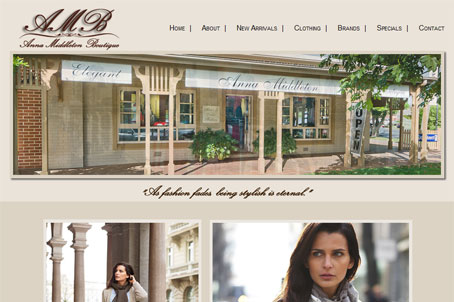 AMB
Anna Middleton Boutique
Home | About | New Arrivals | Clothing | Brands | Specials | Contact
Elegant
Anna Middleton
OPEN
"As fashion fades, being stylish is eternal."